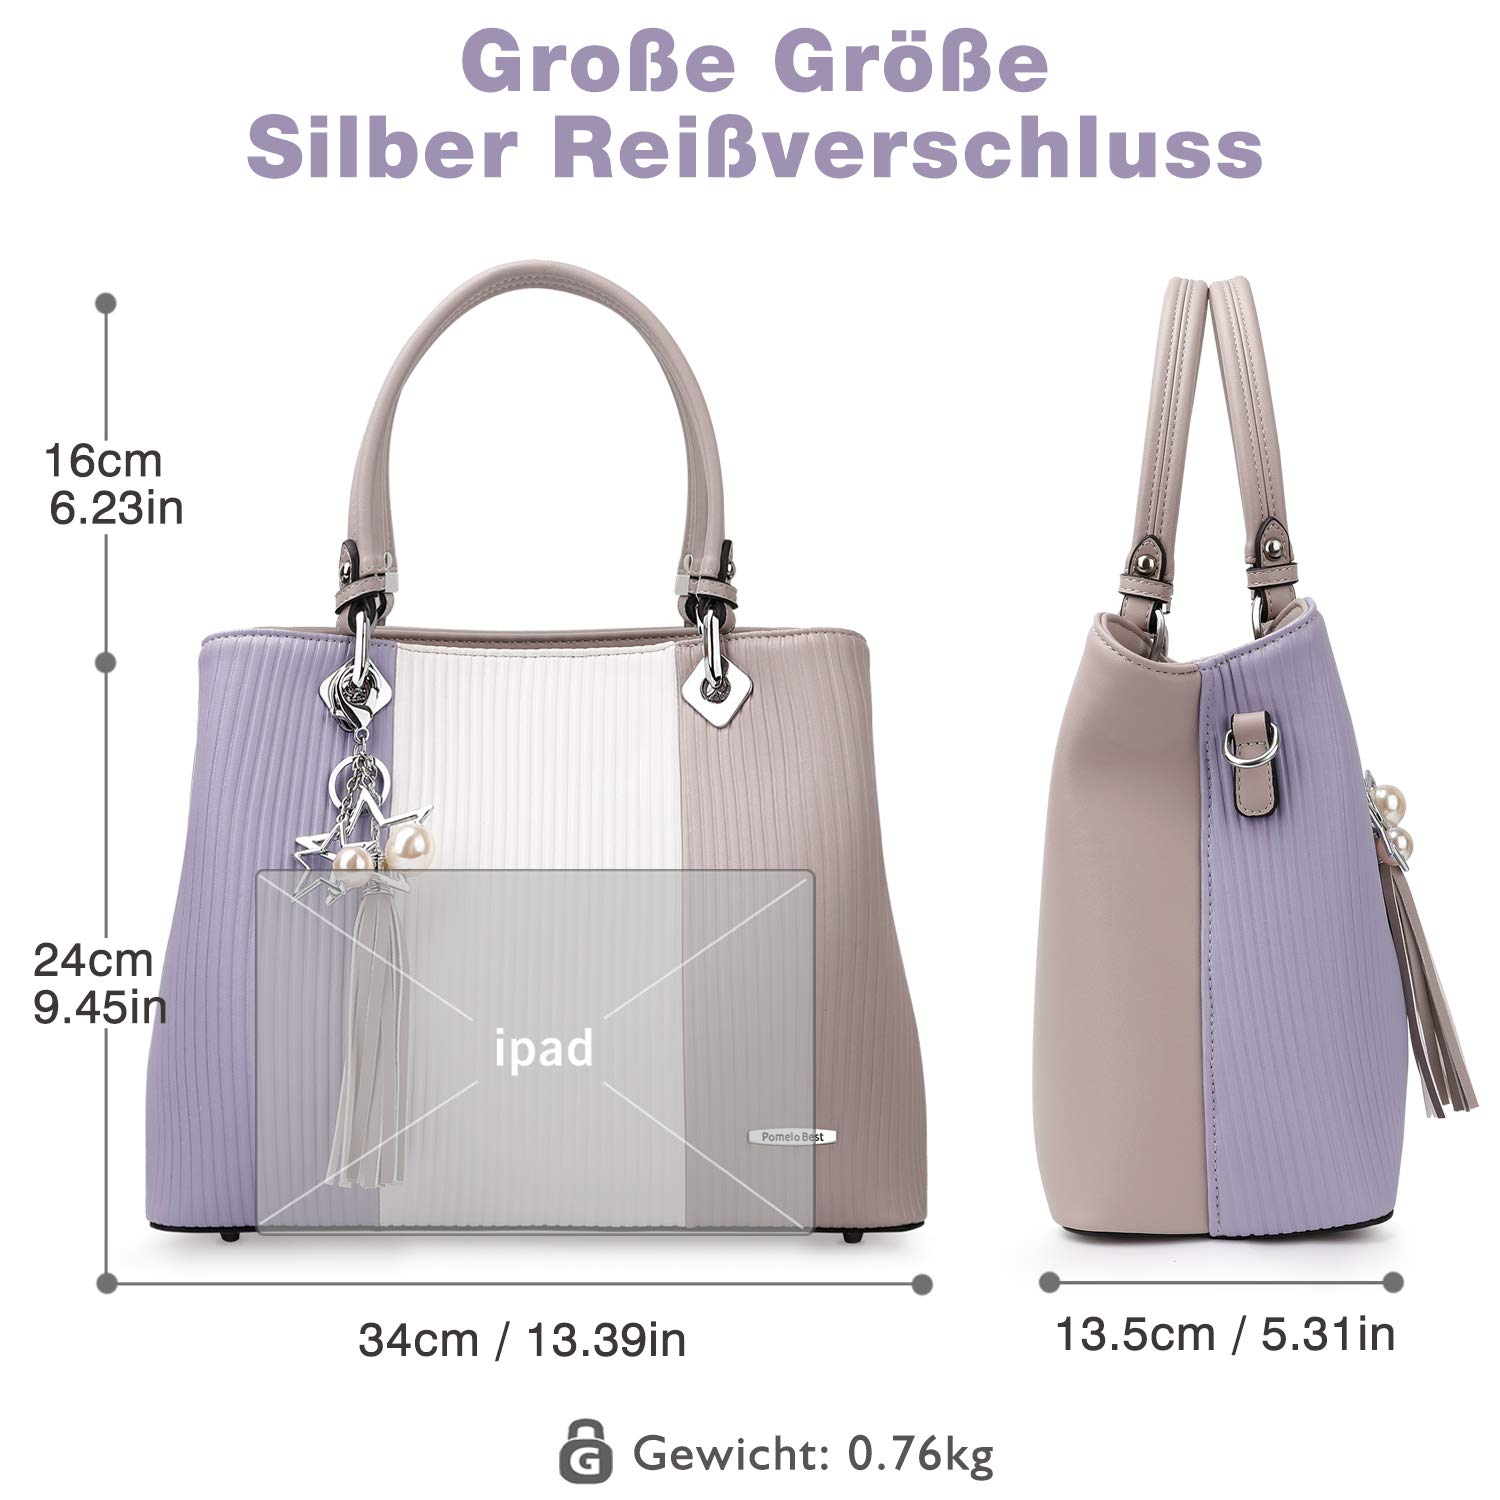 Große Größe
Silber Reißverschluss
16cm
6.23in
24cm
9.45in
ipad
Pomelo Best
34cm / 13.39in
13.5cm / 5.31in
G Gewicht: 0.76kg